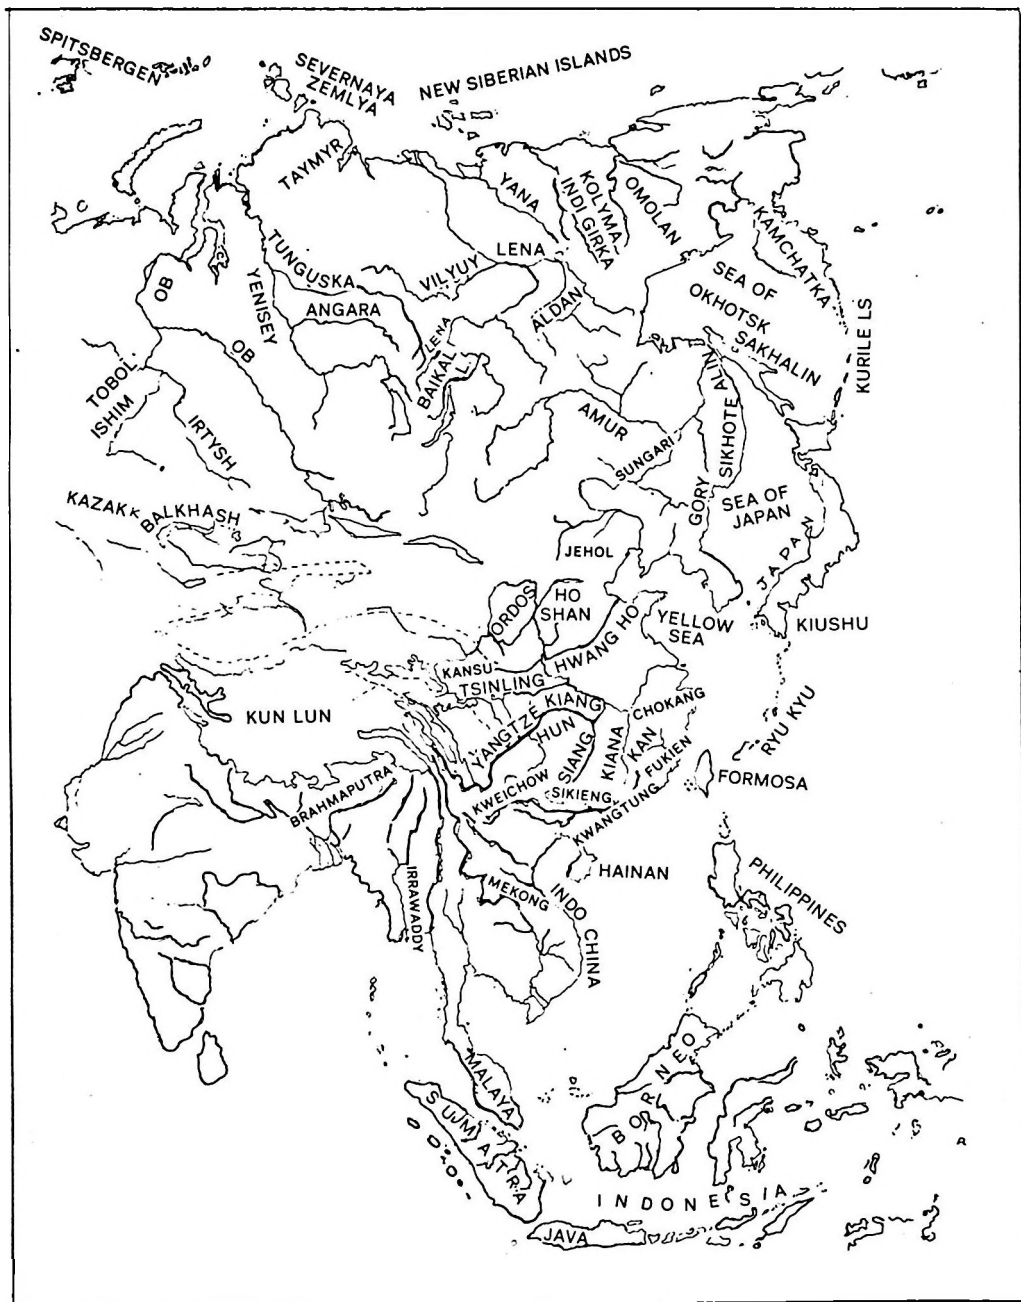 SPITSBERGEN
SEVERNAYA
ZEMLYA
NEW SIBERIAN ISLANDS
TAYMYR
YANA
INDI GIRKA
KOLYMA
OMOLAN
KAMCHATKA
TUNGUSKA
VILYUY
LENA
SEA OF
OKHOTSK
OB
YENISEY
ANGARA
LENA
ALDAN
SAKHALIN
KURILE LS
OB
BAIKAL
TOBOL
ISHIM
IRTYSH
AMUR
SIKHOTE ALIN
SUNGARI
KAZAKK
BALKHASH
GORY
SEA OF
JAPAN
JAPAN
JEHOL
ORDOS
HO
SHAN
HWANG HO
YELLOW
SEA
KIUSHU
KANSU
TSINLING
KUN LUN
YANGTZE KIANG
HUN
CHOKANG
SIANG
KIANA
KAN
FUKIEN
RYU KYU
FORMOSA
BRAHMAPUTRA
KWEICHOW
SIKIENG
KWANGTUNG
HAINAN
IRRAWADDY
MEKONG
INDO
CHINA
PHILIPPINES
MALAYA
SUMATRA
BORNEO
INDONESIA
JAVA